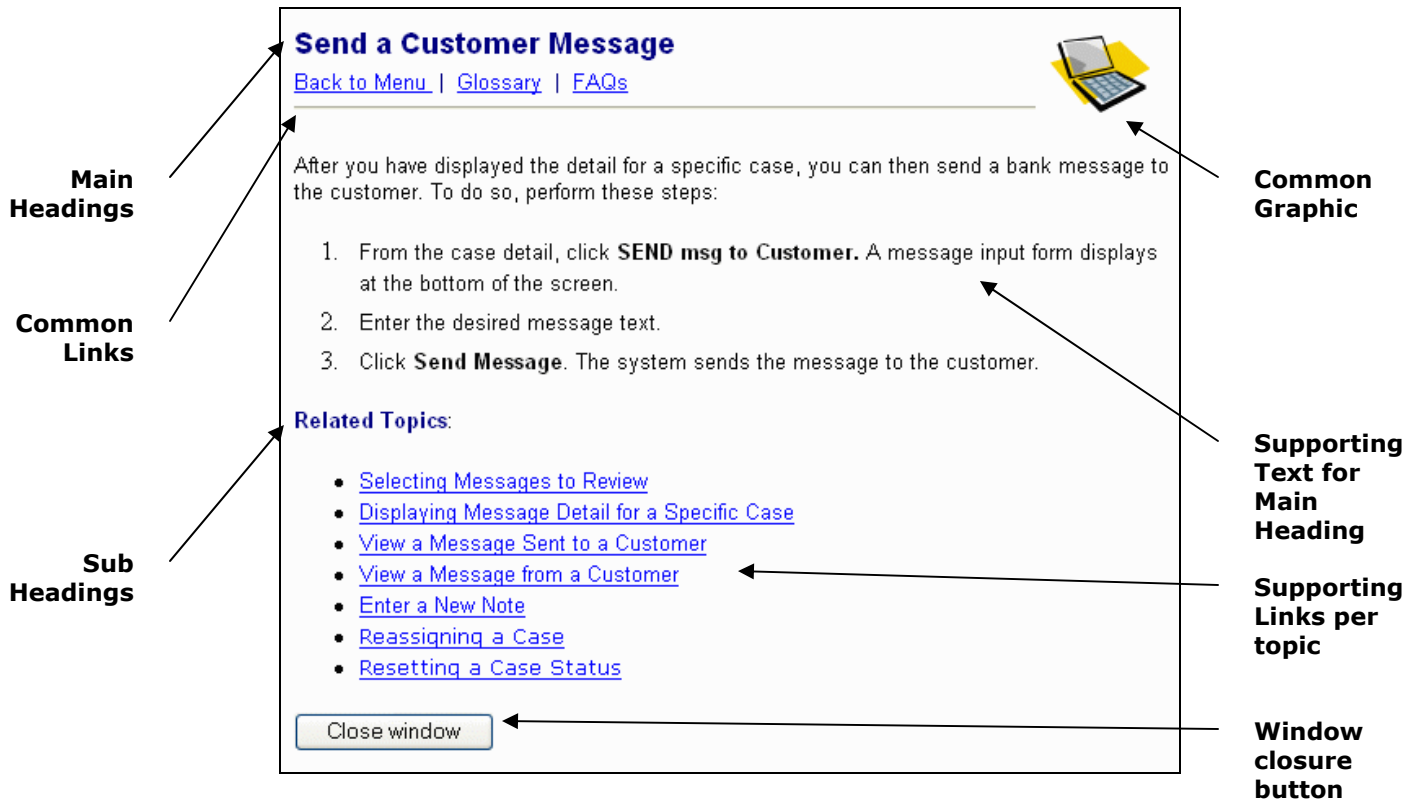 Send a Customer Message
Back to Menu | Glossary | FAQs
Main
Headings
Common
Graphic
After you have displayed the detail for a specific case, you can then send a bank message to
the customer. To do so, perform these steps:
1. From the case detail, click SEND msg to Customer. A message input form displays
at the bottom of the screen.
2. Enter the desired message text.
3. Click Send Message. The system sends the message to the customer.
Common
Links
Related Topics:
Supporting
Text for
Main
Heading
• Selecting Messages to Review
• Displaying Message Detail for a Specific Case
• View a Message Sent to a Customer
• View a Message from a Customer
• Enter a New Note
• Reassigning a Case
• Resetting a Case Status
Sub
Headings
Supporting
Links per
topic
Close window
Window
closure
button